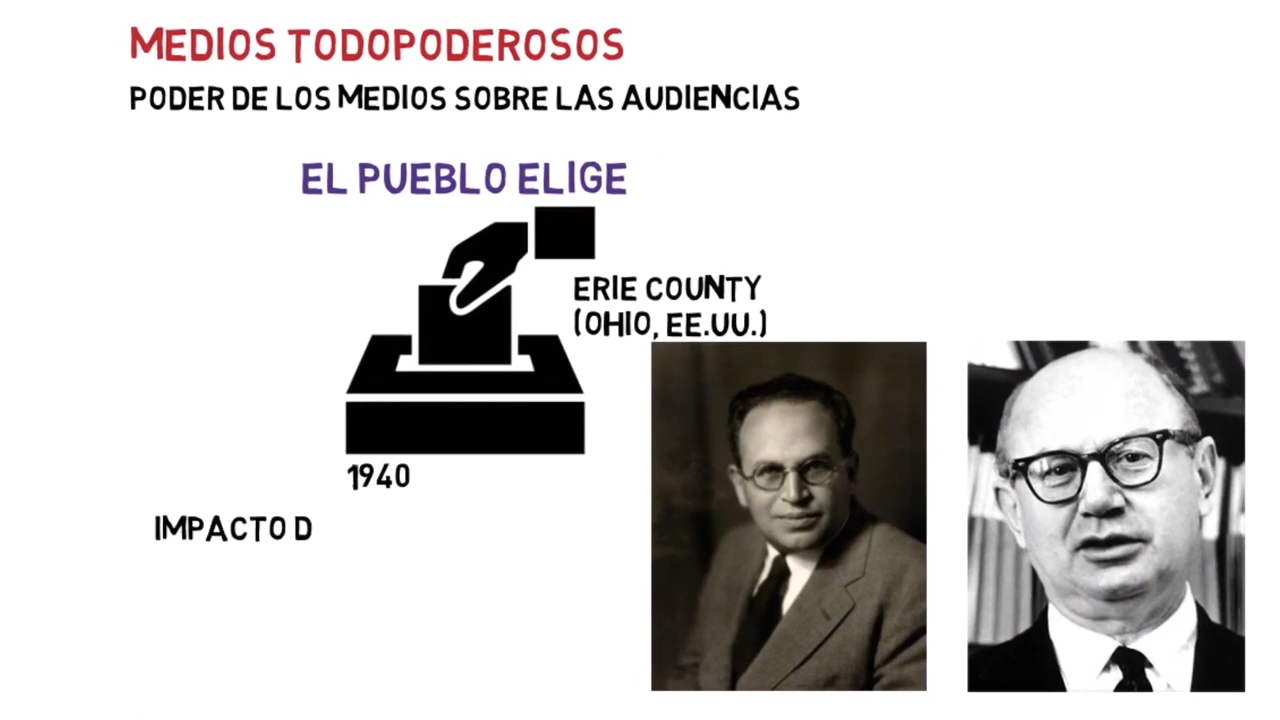 MEDIOS TODOPODEROSOS
PODER DE LOS MEDIOS SOBRE LAS AUDIENCIAS
EL PUEBLO ELIGE
ERIE COUNTY
(OHIO, EE.UU.)
1940
IMPACTO D